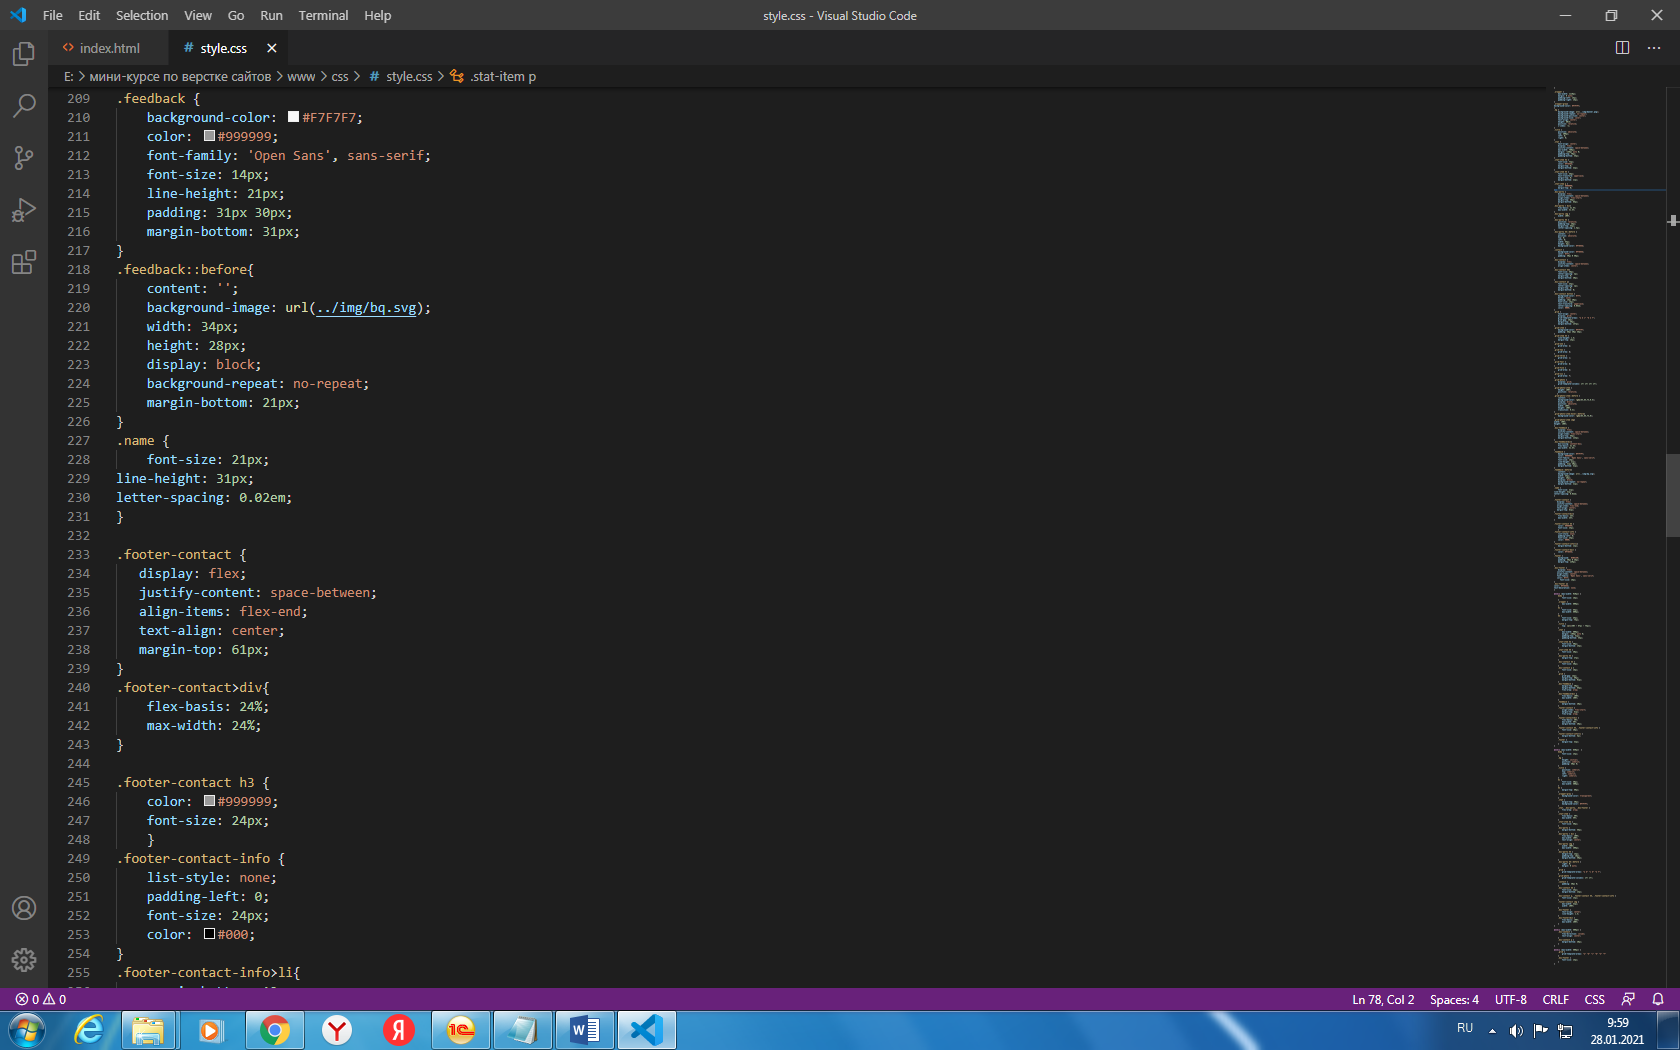 File Edit Selection View Go Run Terminal Help
style.css - Visual Studio Code
index.html
# style.css
E: > мини-курсе по верстке сайтов > www > css > # style.css > .stat-item p
209 .feedback {
210 background-color: #F7F7F7;
211 color: #999999;
212 font-family: 'Open Sans', sans-serif;
213 font-size: 14px;
214 line-height: 21px;
215 padding: 31px 30px;
216 margin-bottom: 31px;
217 }
218 .feedback::before{
219 content: '';
220 background-image: url(../img/bq.svg);
221 width: 34px;
222 height: 28px;
223 display: block;
224 background-repeat: no-repeat;
225 margin-bottom: 21px;
226 }
227 .name {
228 font-size: 21px;
229 line-height: 31px;
230 letter-spacing: 0.02em;
231 }
232
233 .footer-contact {
234 display: flex;
235 justify-content: space-between;
236 align-items: flex-end;
237 text-align: center;
238 margin-top: 61px;
239 }
240 .footer-contact>div{
241 flex-basis: 24%;
242 max-width: 24%;
243 }
244
245 .footer-contact h3 {
246 color: #999999;
247 font-size: 24px;
248 }
249 .footer-contact-info {
250 list-style: none;
251 padding-left: 0;
252 font-size: 24px;
253 color: #000;
254 }
255 .footer-contact-info>li{
0 0
Ln 78, Col 2 Spaces: 4 UTF-8 CRLF CSS
RU
9:59
28.01.2021